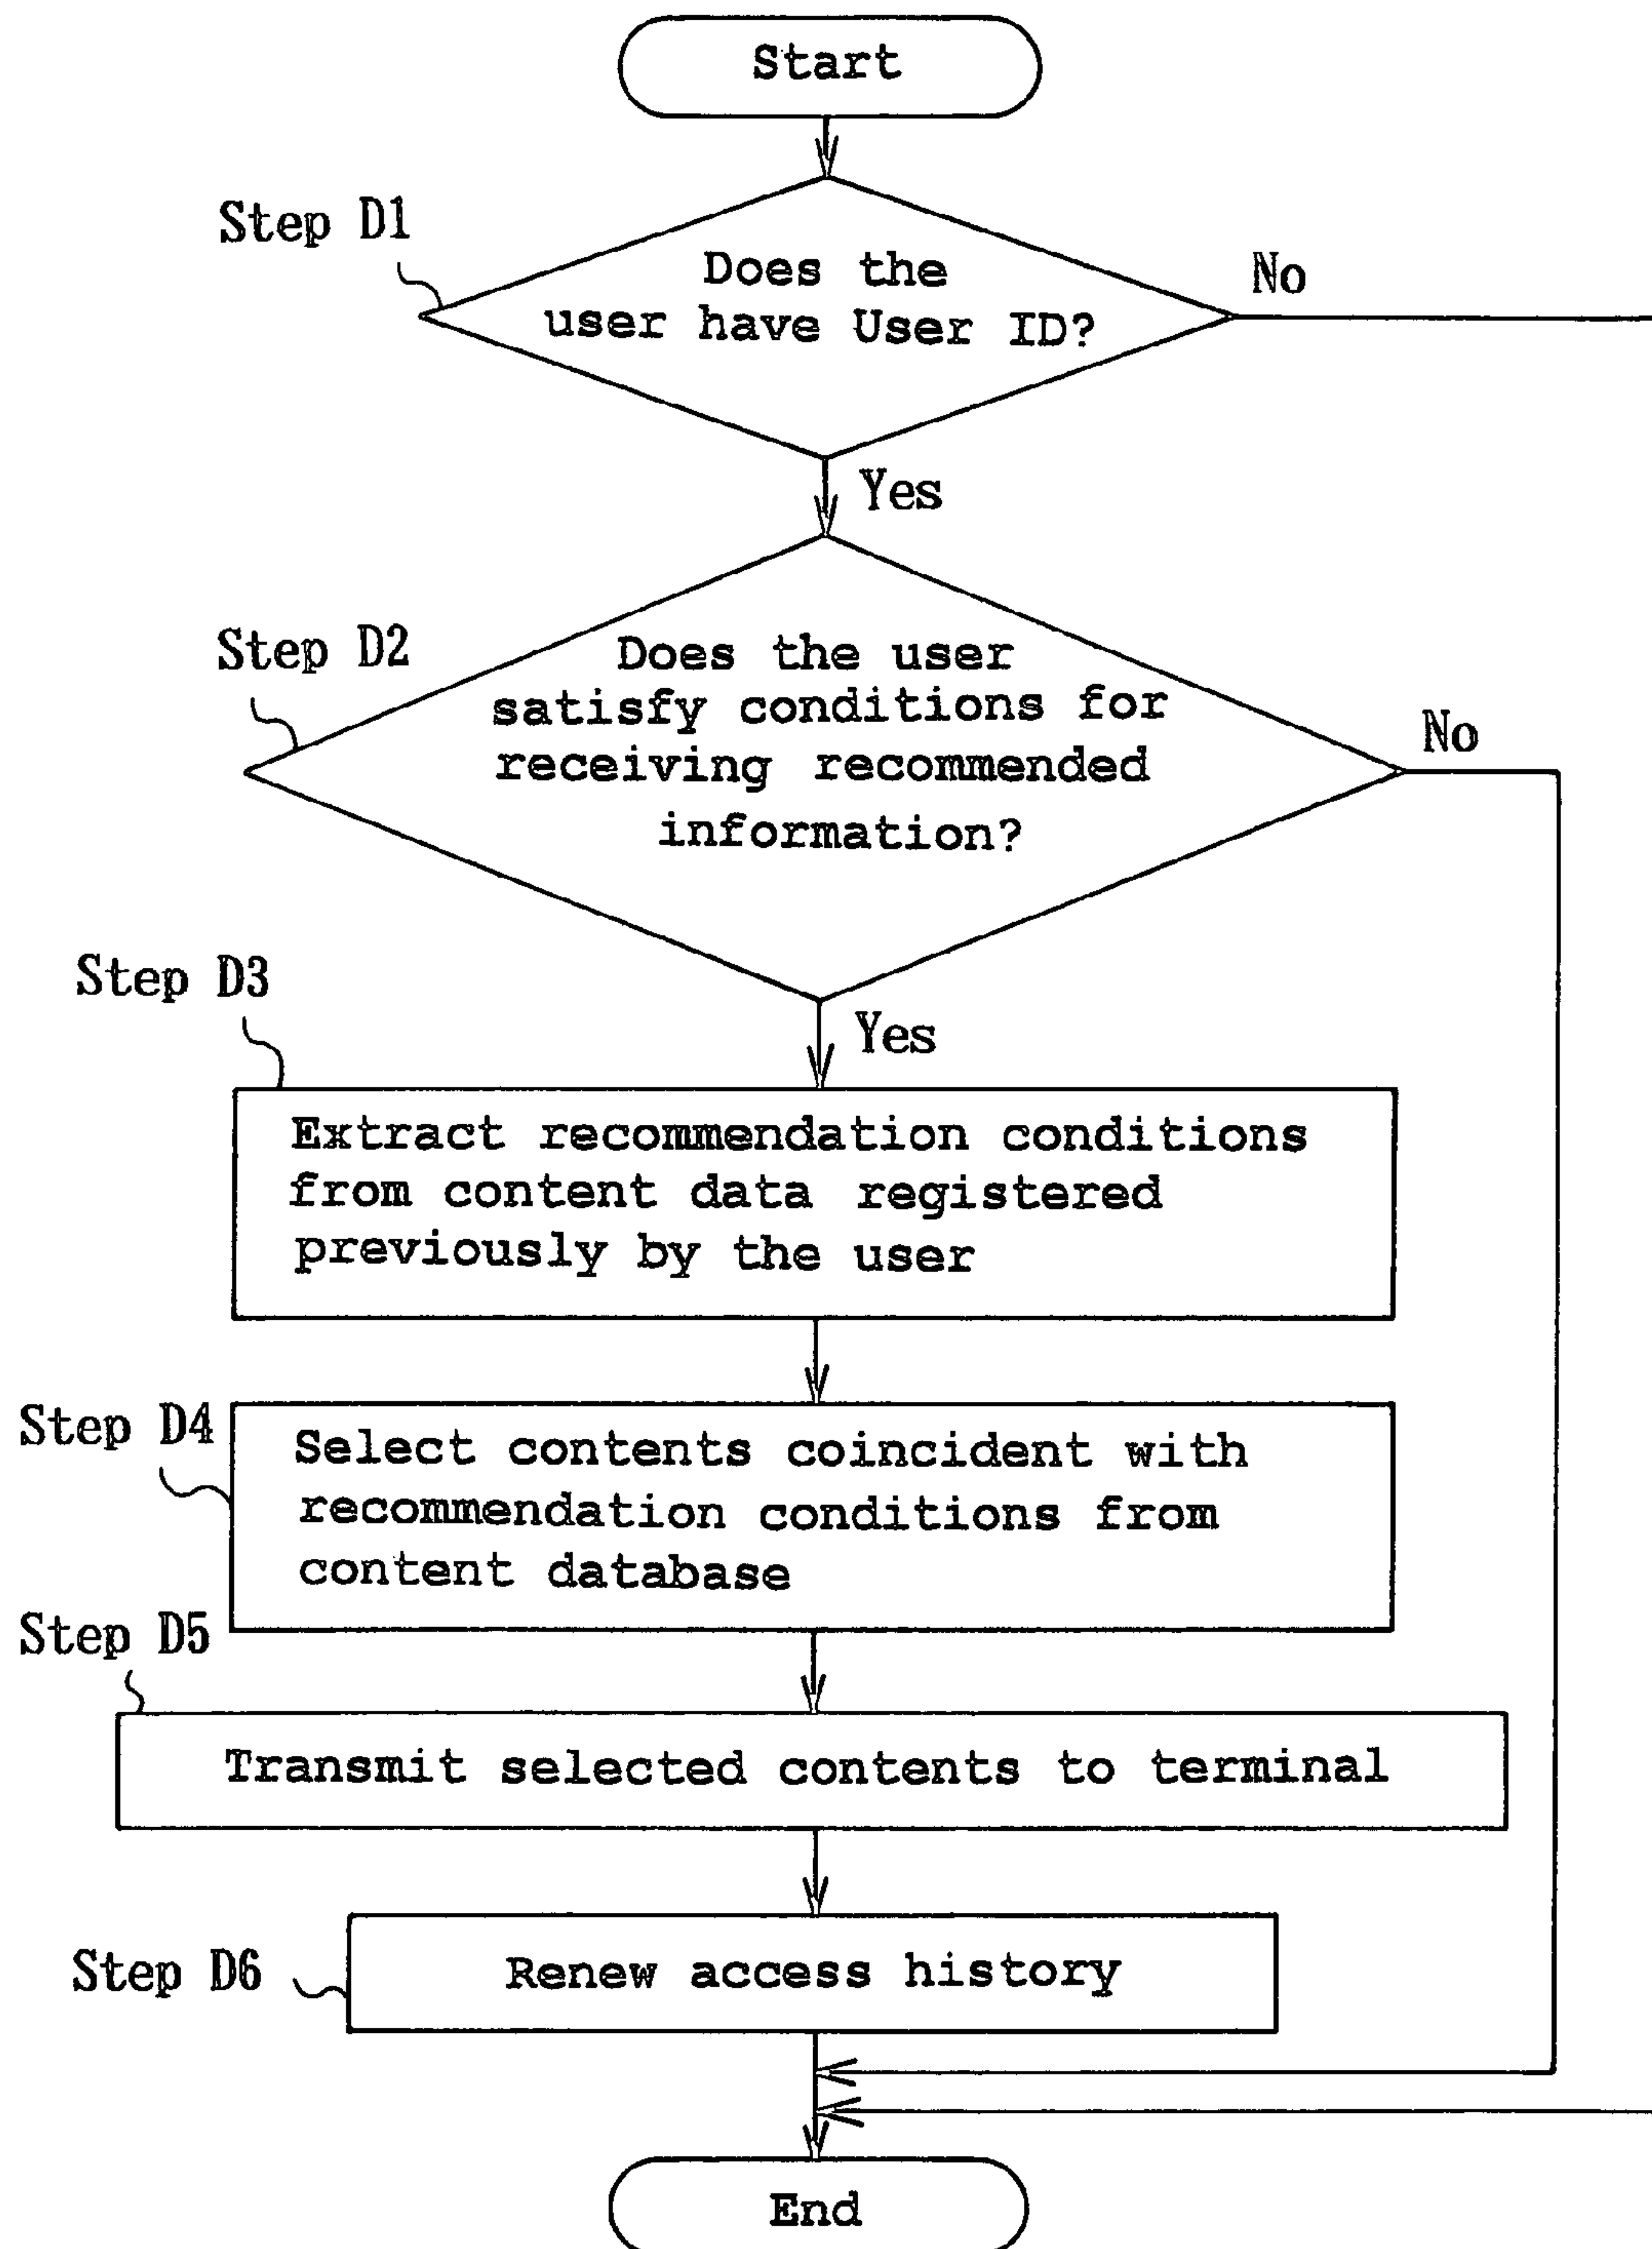 Start
Step D1
Does the
user have User ID?
No
Yes
Step D2
Does the user
satisfy conditions for
receiving recommended
information?
No
Step D3
Yes
Extract recommendation conditions
from content data registered
previously by the user
Step D4
Select contents coincident with
recommendation conditions from
content database
Step D5
Transmit selected contents to terminal
Step D6
Renew access history
End